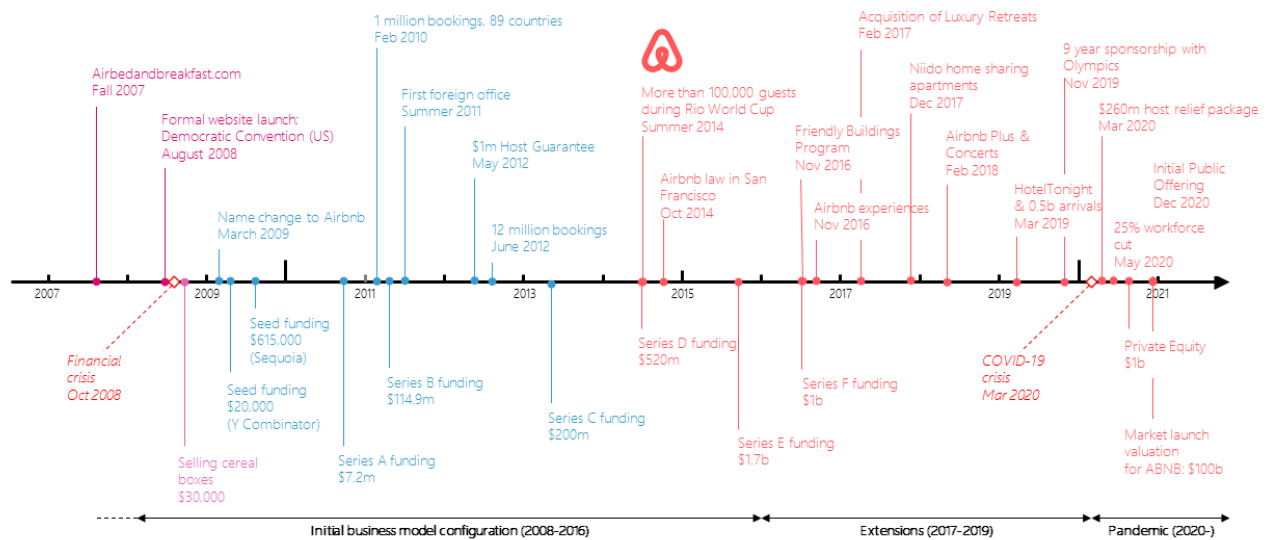 1 million bookings, 89 countries
Feb 2010
Acquisition of Luxury Retreats
Feb 2017
9 year sponsorship with
Olympics
Nov 2019
Airbedandbreakfast.com
Fall 2007
First foreign office
Summer 2011
More than 100,000 guests
during Rio World Cup
Summer 2014
Niido home sharing
apartments
Dec 2017
$260m host relief package
Mar 2020
Formal website launch;
Democratic Convention (US)
August 2008
$1m Host Guarantee
May 2012
Friendly Buildings
Program
Nov 2016
Airbnb Plus &
Concerts
Feb 2018
Airbnb law in San
Francisco
Oct 2014
Initial Public
Offering
Dec 2020
HotelTonight
& 0.5b arrivals
Mar 2019
Name change to Airbnb
March 2009
12 million bookings
June 2012
Airbnb experiences
Nov 2016
25% workforce
cut
May 2020
2007
2009
2011
2013
2015
2017
2019
2021
Financial
crisis
Oct 2008
Seed funding
$615,000
(Sequoia)
Seed funding
$20,000
(Y Combinator)
Selling cereal
boxes
$30,000
Series A funding
$7.2m
Series B funding
$114.9m
Series C funding
$200m
Series D funding
$520m
Series E funding
$1.7b
Series F funding
$1b
COVID-19
crisis
Mar 2020
Private Equity
$1b
Market launch
valuation
for ABNB: $100b
Initial business model configuration (2008-2016)
Extensions (2017-2019)
Pandemic (2020-)